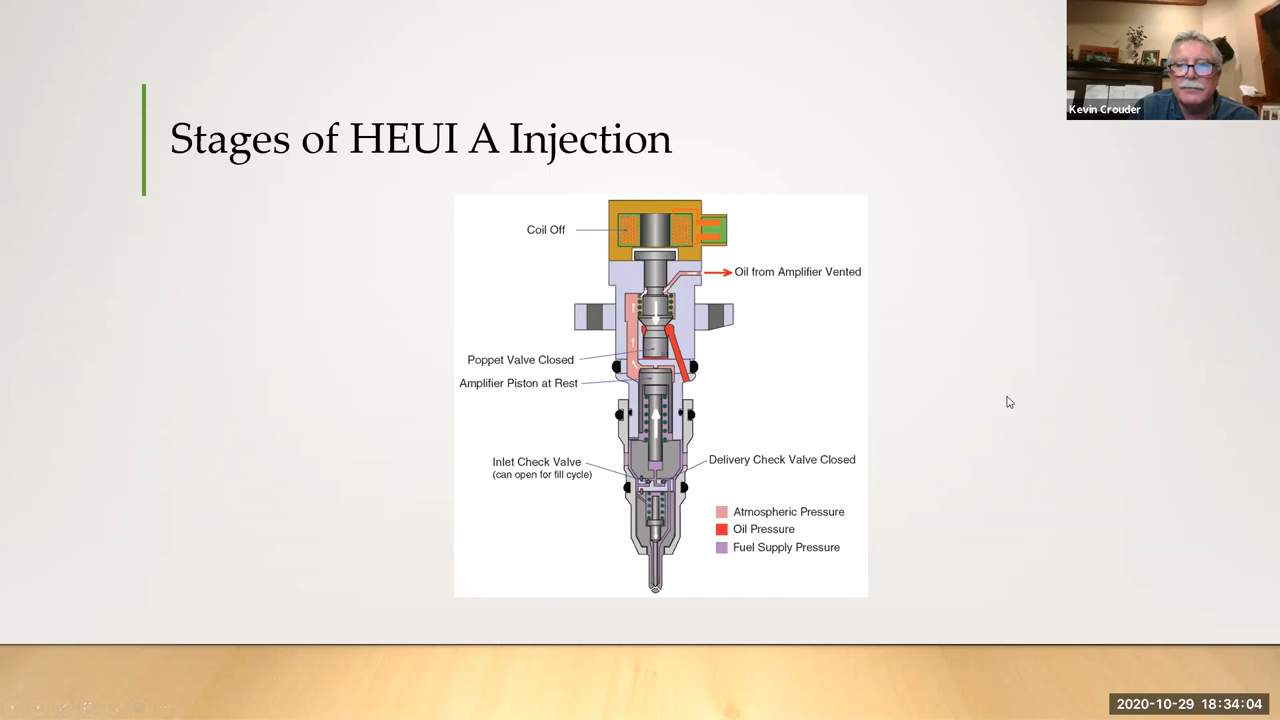 Kevin Crouder
Stages of HEUI A Injection
Coil Off
Oil from Amplifier Vented
Poppet Valve Closed
Amplifier Piston at Rest
Inlet Check Valve
(can open for fill cycle)
Delivery Check Valve Closed
Atmospheric Pressure
Oil Pressure
Fuel Supply Pressure
2020-10-29 18:34:04